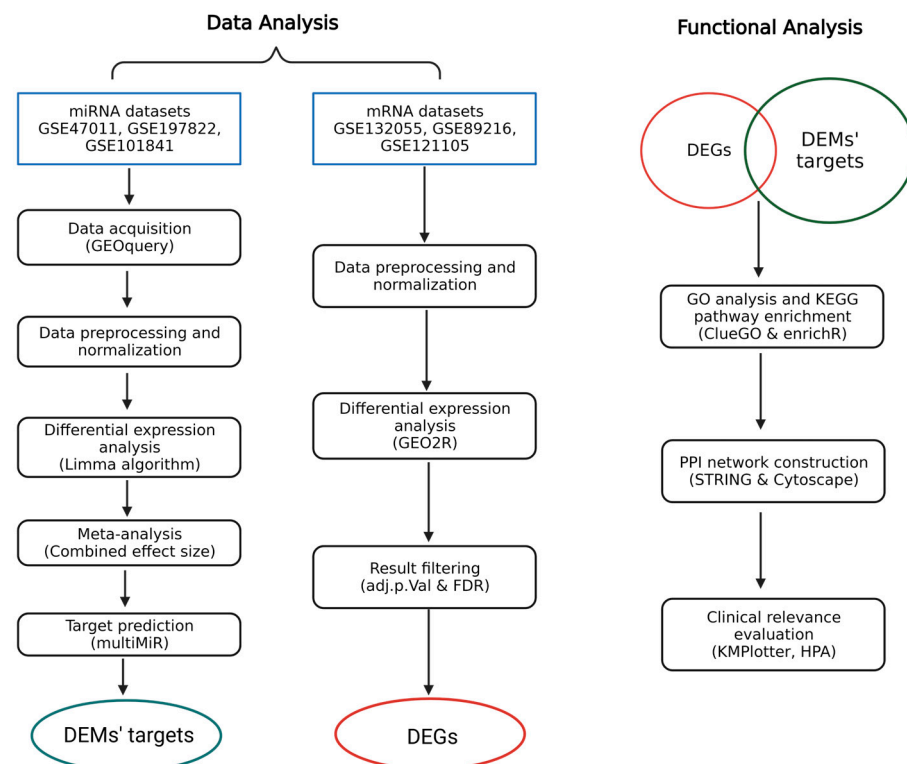 Data Analysis
miRNA datasets
GSE47011, GSE197822,
GSE101841
Data acquisition
(GEOquery)
Data preprocessing and
normalization
Differential expression
analysis
(Limma algorithm)
Meta-analysis
(Combined effect size)
Target prediction
(multiMiR)
DEMs' targets
mRNA datasets
GSE132055, GSE89216,
GSE121105
Data preprocessing and
normalization
Differential expression
analysis
(GEO2R)
Result filtering
(adj.p.Val & FDR)
DEGs
Functional Analysis
DEGs
DEMs'
targets
GO analysis and KEGG
pathway enrichment
(ClueGO & enrichR)
PPI network construction
(STRING & Cytoscape)
Clinical relevance
evaluation
(KMPlotter, HPA)